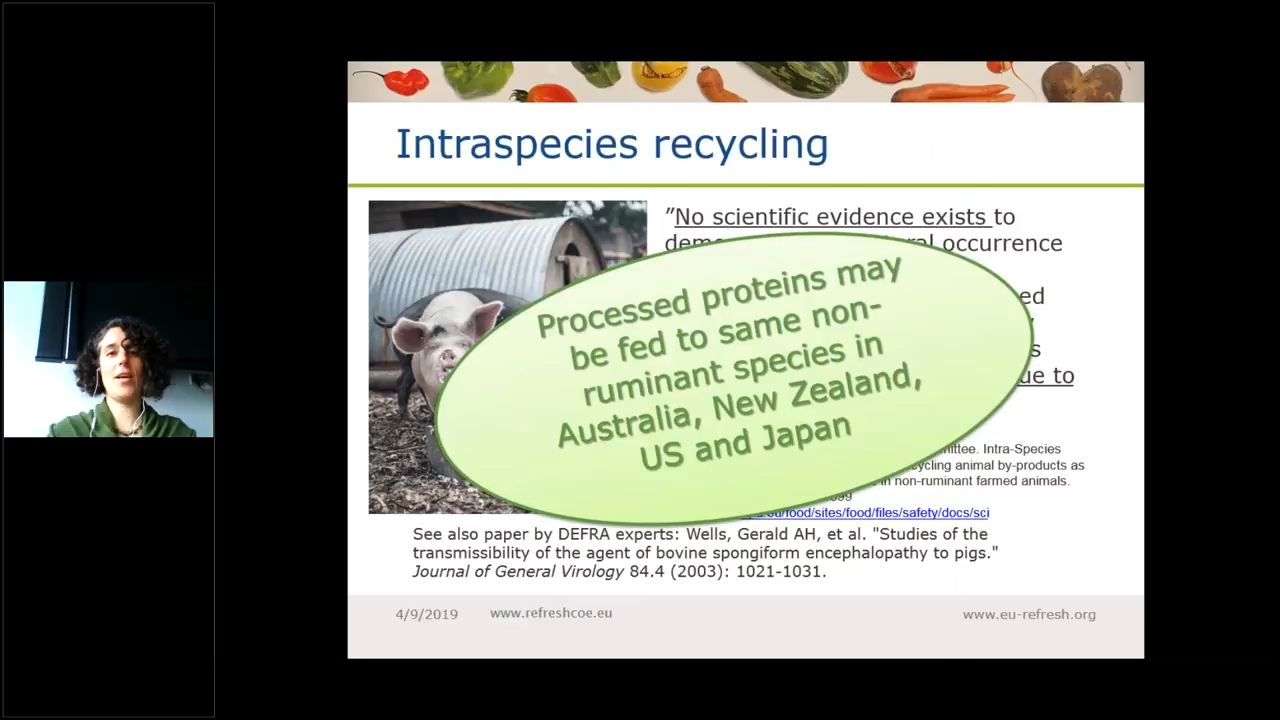 Intraspecies recycling
"No scientific evidence exists to
occurrence
Processed proteins may
be fed to same non-
ruminant species in
Australia, New Zealand,
US and Japan
ue to
Intra-Species
animal by-products as
in non-ruminant farmed animals.
eu/food/sites/food/files/safety/docs/sci
See also paper by DEFRA experts: Wells, Gerald AH, et al. "Studies of the
transmissibility of the agent of bovine spongiform encephalopathy to pigs."
Journal of General Virology 84.4 (2003): 1021-1031.
4/9/2019 www.refreshcoe.eu www.eu-refresh.org